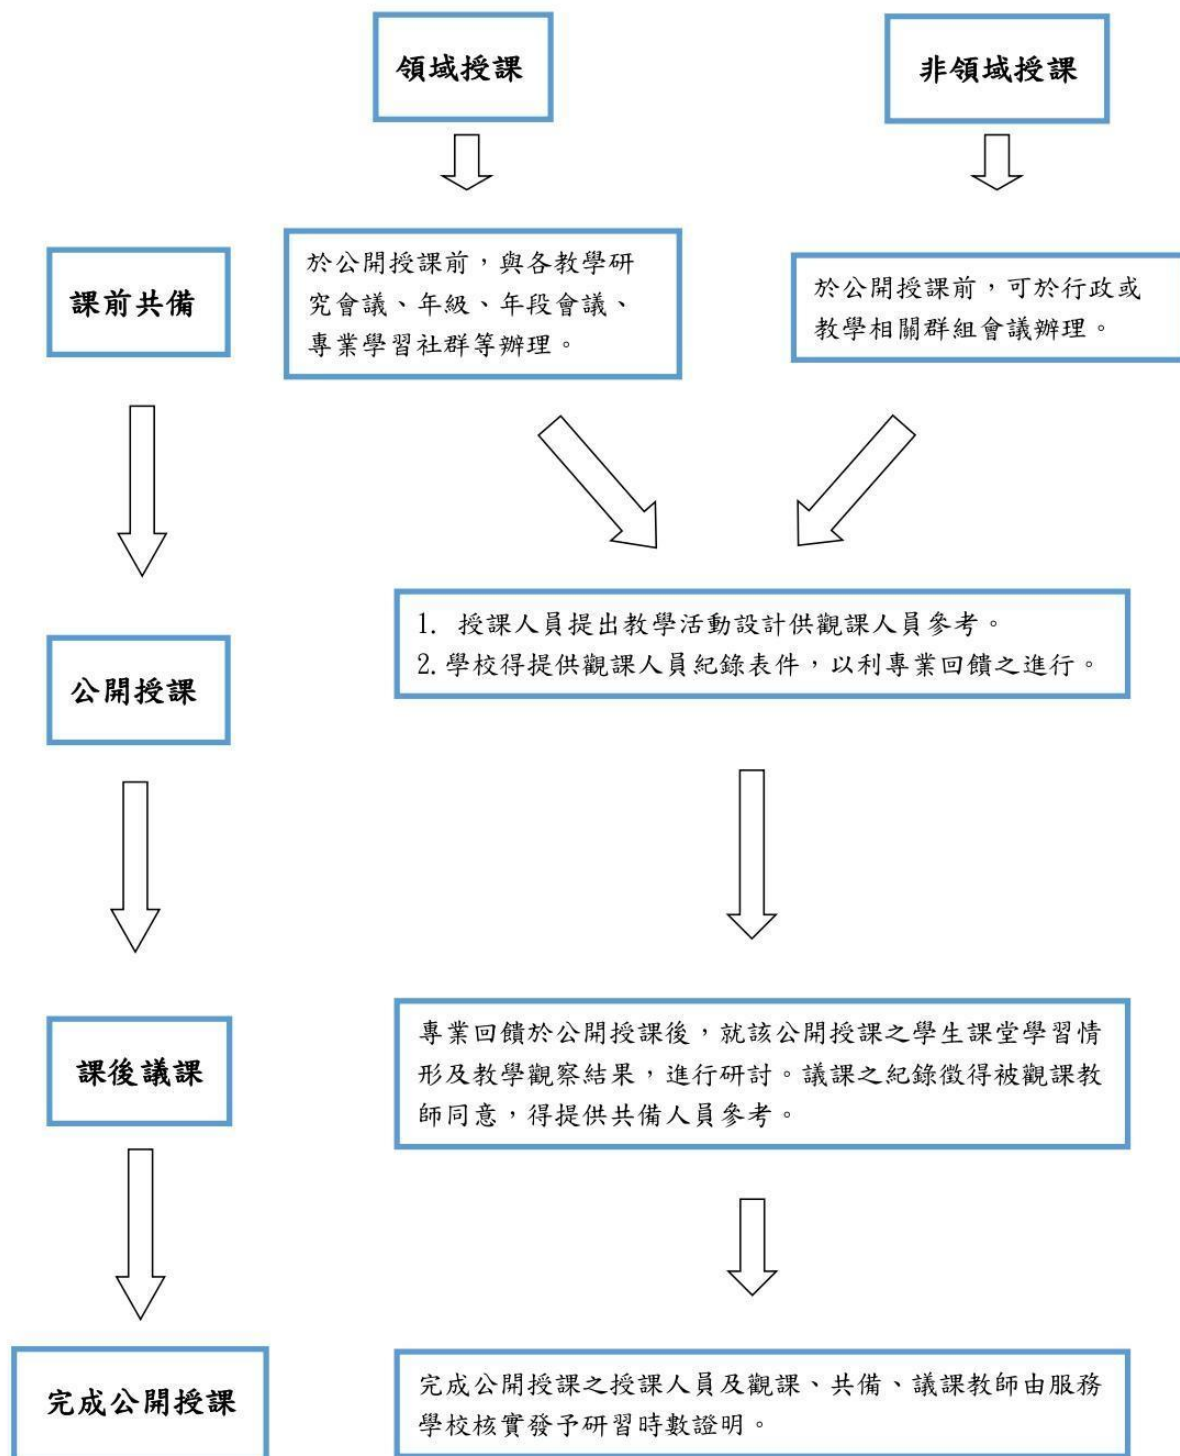 領域授課
非領域授課
課前共備
於公開授課前，與各教學研
究會議、年級、年段會議、
專業學習社群等辦理。
於公開授課前，可於行政或
教學相關群組會議辦理。
公開授課
1. 授課人員提出教學活動設計供觀課人員參考。
2.學校得提供觀課人員紀錄表件，以利專業回饋之進行。
課後議課
專業回饋於公開授課後，就該公開授課之學生課堂學習情
形及教學觀察結果，進行研討。議課之紀錄徵得被觀課教
師同意，得提供共備人員參考。
完成公開授課
完成公開授課之授課人員及觀課、共備、議課教師由服務
學校核實發予研習時數證明。